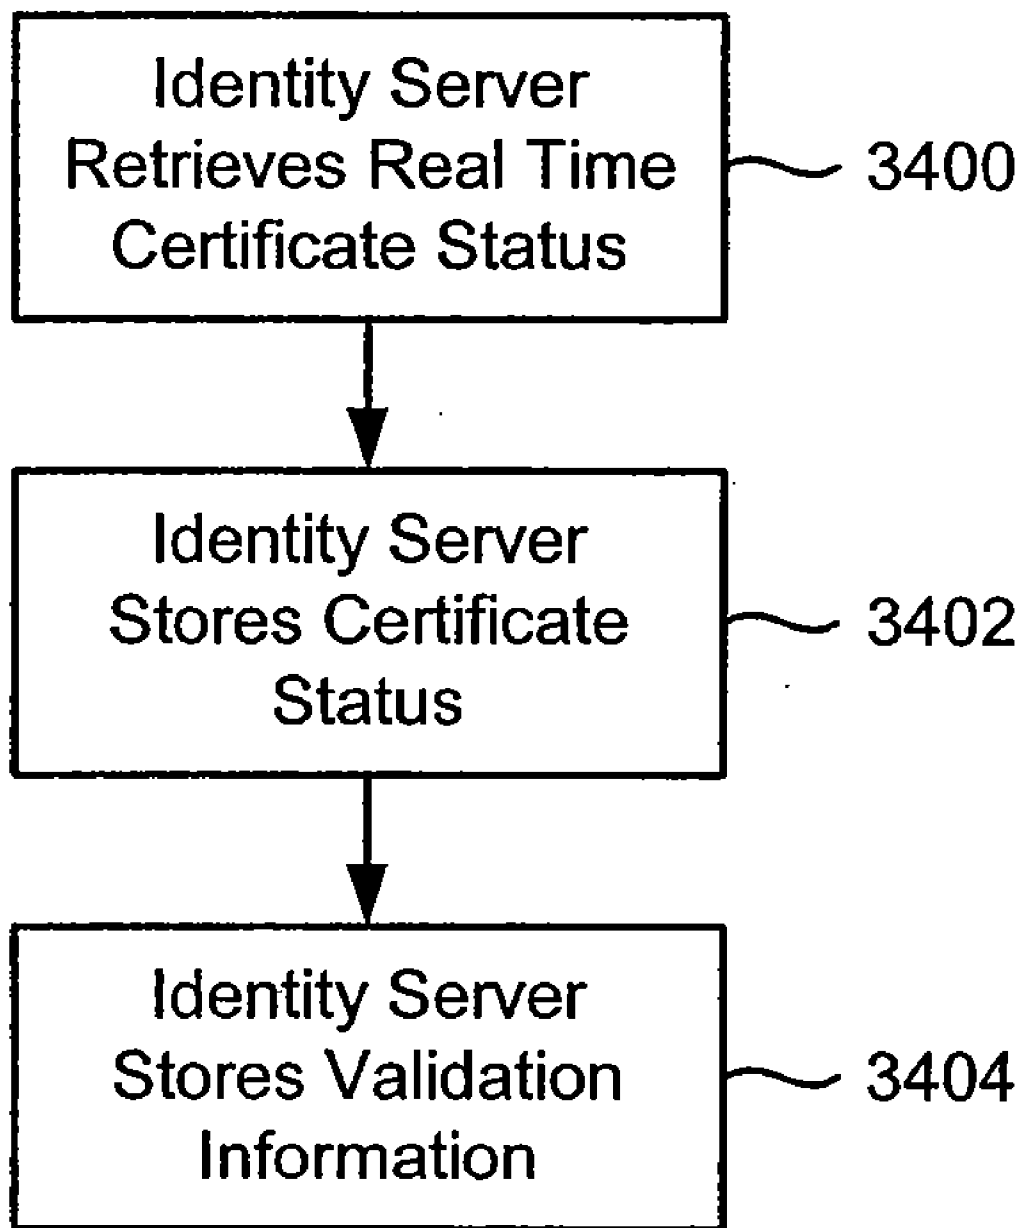 Identity Server
Retrieves Real Time
Certificate Status
3400
Identity Server
Stores Certificate
Status
3402
Identity Server
Stores Validation
Information
3404